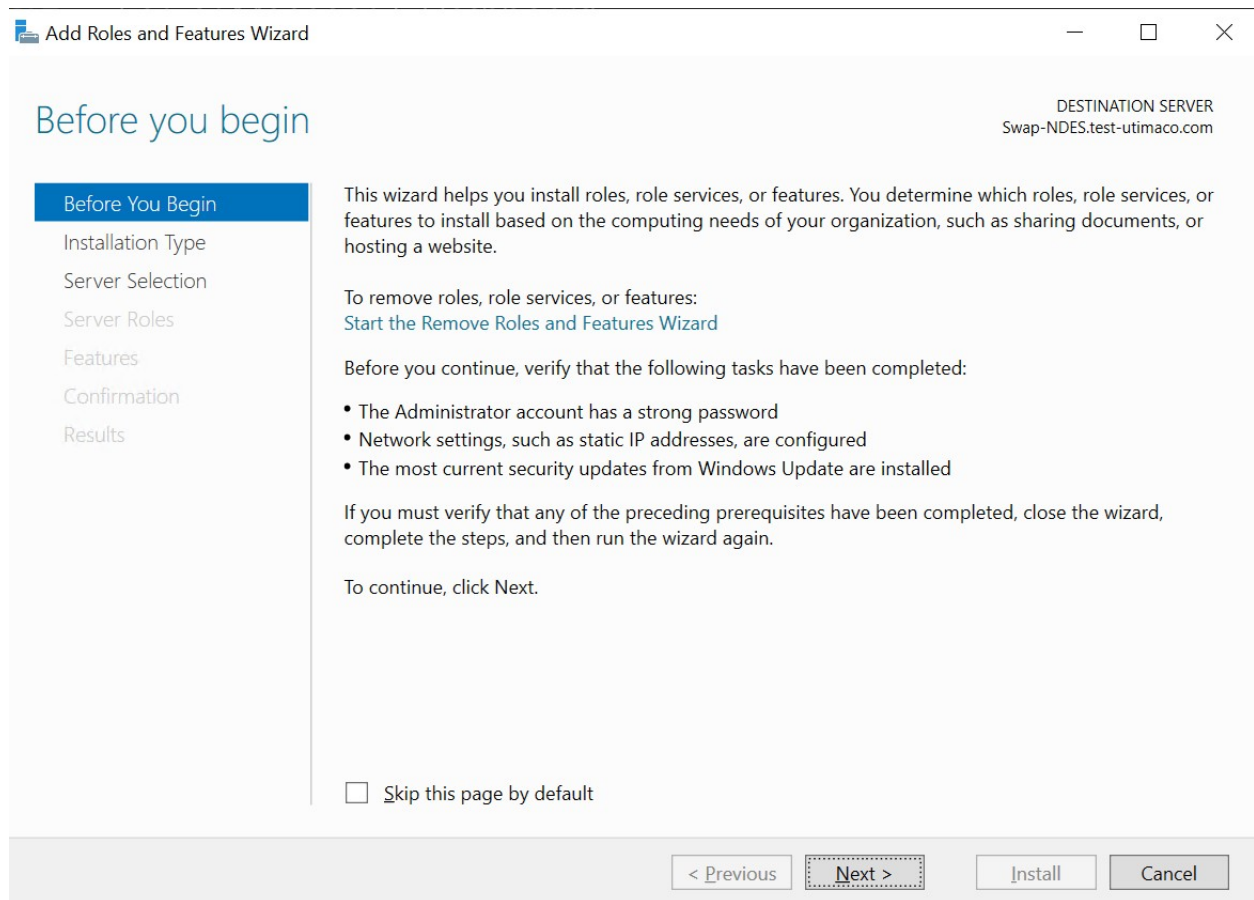 Add Roles and Features Wizard
Before you begin
DESTINATION SERVER
Swap-NDES.test-utimaco.com
Before You Begin
Installation Type
Server Selection
Server Roles
Features
Confirmation
Results
This wizard helps you install roles, role services, or features. You determine which roles, role services, or
features to install based on the computing needs of your organization, such as sharing documents, or
hosting a website.
To remove roles, role services, or features:
Start the Remove Roles and Features Wizard
Before you continue, verify that the following tasks have been completed:
• The Administrator account has a strong password
• Network settings, such as static IP addresses, are configured
• The most current security updates from Windows Update are installed
If you must verify that any of the preceding prerequisites have been completed, close the wizard,
complete the steps, and then run the wizard again.
To continue, click Next.
Skip this page by default
< Previous
Next >
Install
Cancel